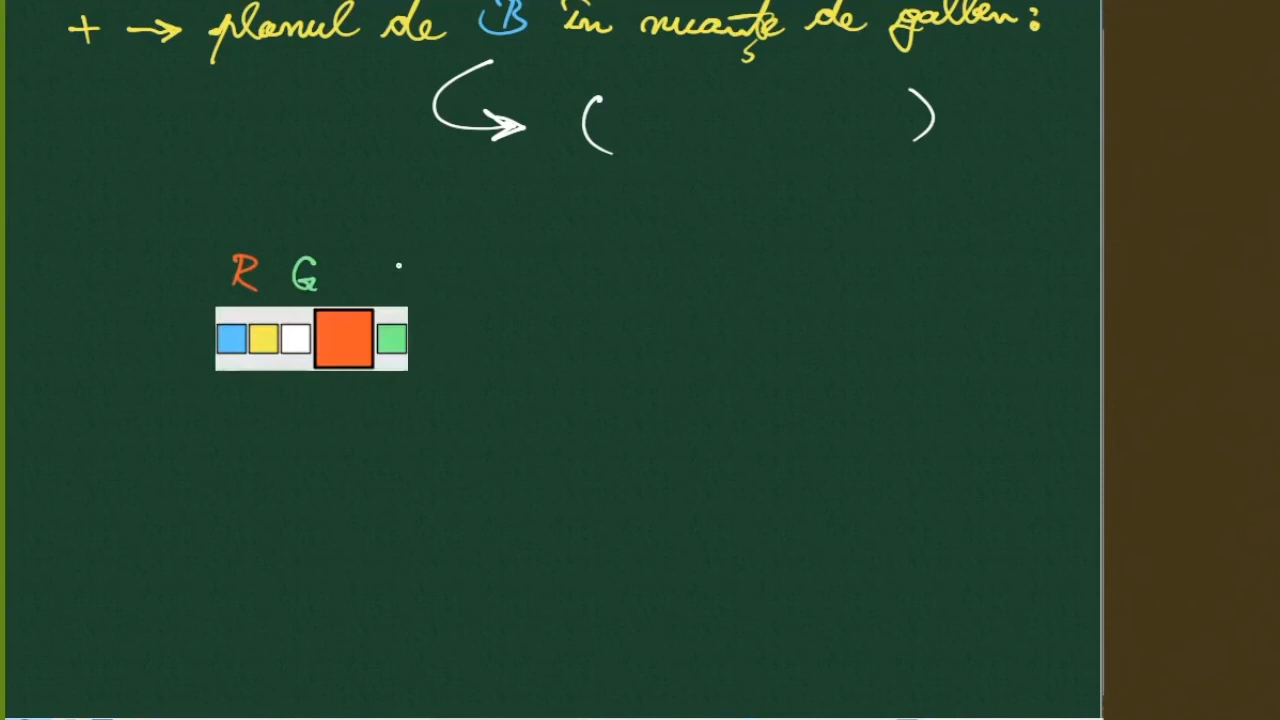 + → planul de B în nuanțe de galben:
( )
R G